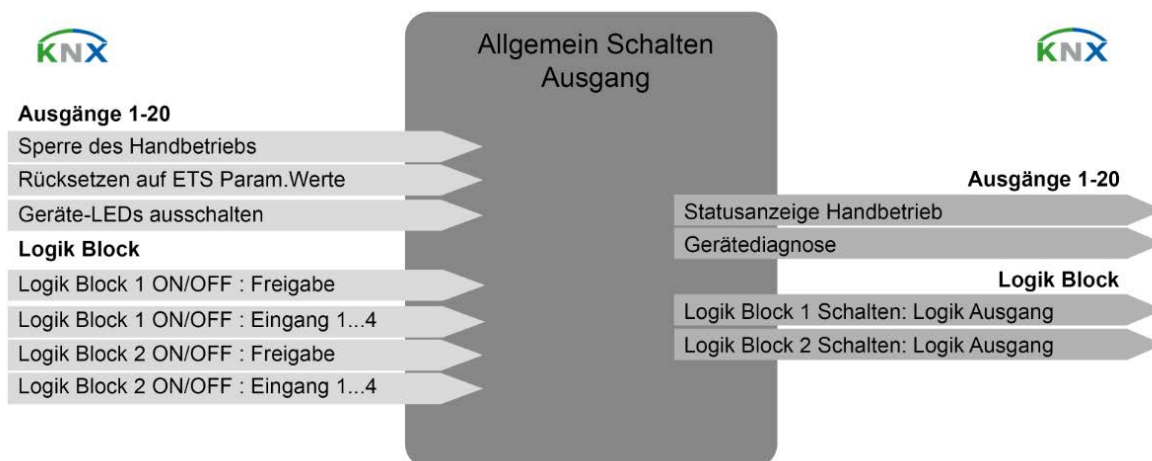 KNX
Allgemein Schalten
Ausgang
KNX
Ausgänge 1-20
Sperre des Handbetriebs
Rücksetzen auf ETS Param.Werte
Geräte-LEDs ausschalten
Logik Block
Logik Block 1 ON/OFF : Freigabe
Logik Block 1 ON/OFF : Eingang 1...4
Logik Block 2 ON/OFF : Freigabe
Logik Block 2 ON/OFF : Eingang 1...4
Ausgänge 1-20
Statusanzeige Handbetrieb
Gerätediagnose
Logik Block
Logik Block 1 Schalten: Logik Ausgang
Logik Block 2 Schalten: Logik Ausgang